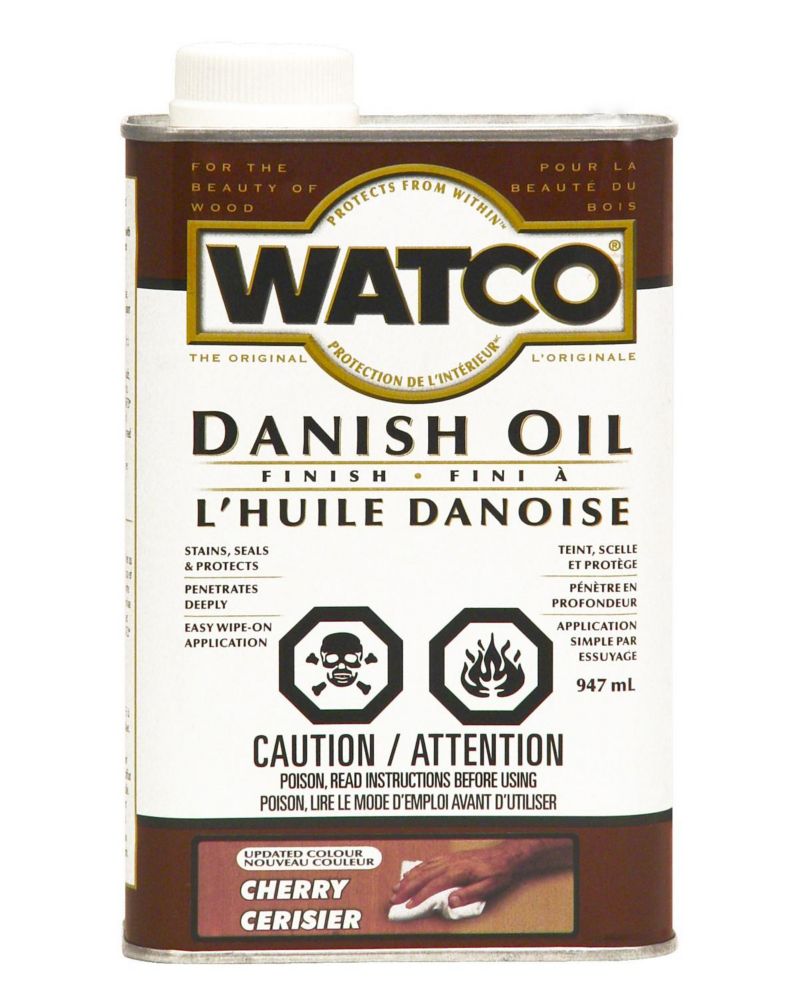 FOR THE
BEAUTY OF
WOOD
POUR LA
BEAUTÉ DU
BOIS
PROTECTS FROM WITHIN™
WATCO®
PROTECTION DE L'INTÉRIEUR
THE ORIGINAL
L'ORIGINALE
DANISH OIL
FINISH • FINI À
L'HUILE DANOISE
STAINS, SEALS
& PROTECTS
PENETRATES
DEEPLY
EASY WIPE-ON
APPLICATION
TEINT, SCELLE
ET PROTÈGE
PÉNÈTRE EN
PROFONDEUR
APPLICATION
SIMPLE PAR
ESSUYAGE
947 mL
CAUTION / ATTENTION
POISON, READ INSTRUCTIONS BEFORE USING
POISON, LIRE LE MODE D'EMPLOI AVANT D'UTILISER
UPDATED COLOUR
NOUVEAU COULEUR
CHERRY
CERISIER